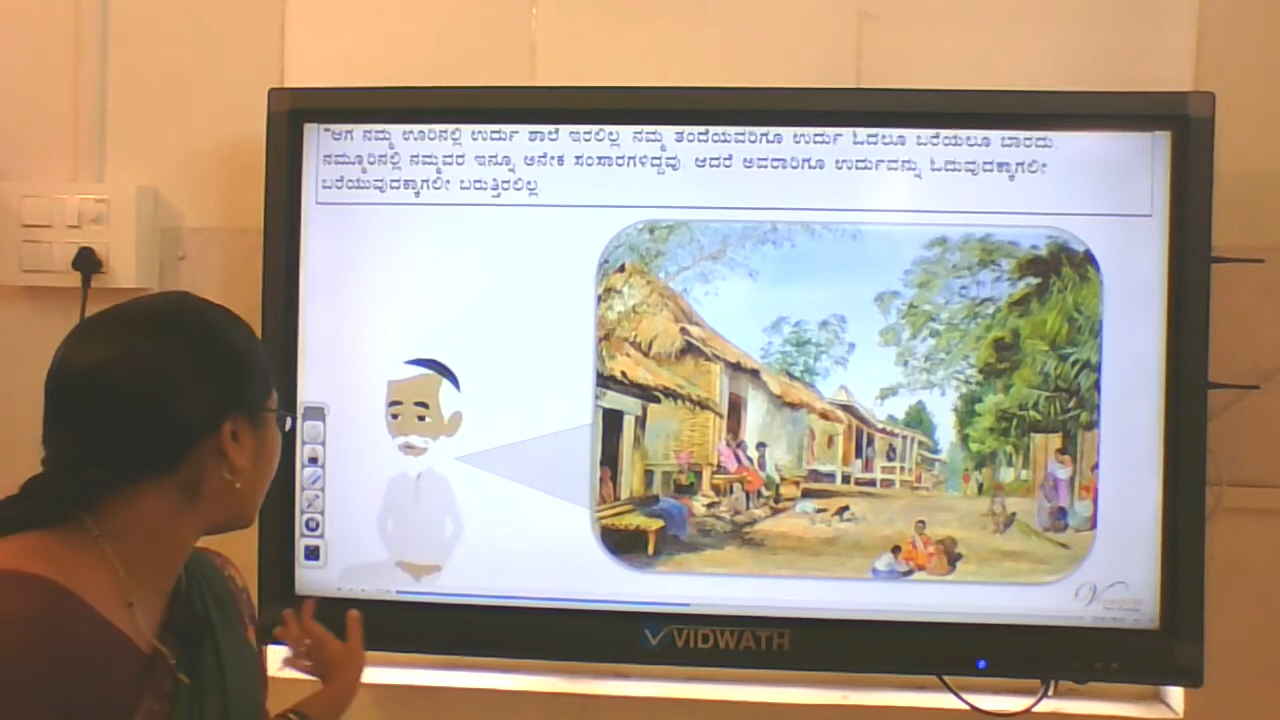 "ಆಗ ನಮ್ಮ ಊರಿನಲ್ಲಿ ಉರ್ದು ಶಾಲೆ ಇರಲಿಲ್ಲ. ನಮ್ಮ ತಂದೆಯವರಿಗೂ ಉರ್ದು ಓದಲೂ ಬರೆಯಲೂ ಬಾರದು.
ನಮ್ಮೂರಿನಲ್ಲಿ ನಮ್ಮವರ ಇನ್ನೂ ಅನೇಕ ಸಂಸಾರಗಳಿದ್ದವು. ಆದರೆ ಅವರಾರಿಗೂ ಉರ್ದುವನ್ನು ಓದುವುದಕ್ಕಾಗಲೀ
ಬರೆಯುವುದಕ್ಕಾಗಲೀ ಬರುತ್ತಿರಲಿಲ್ಲ.
VIDWATH